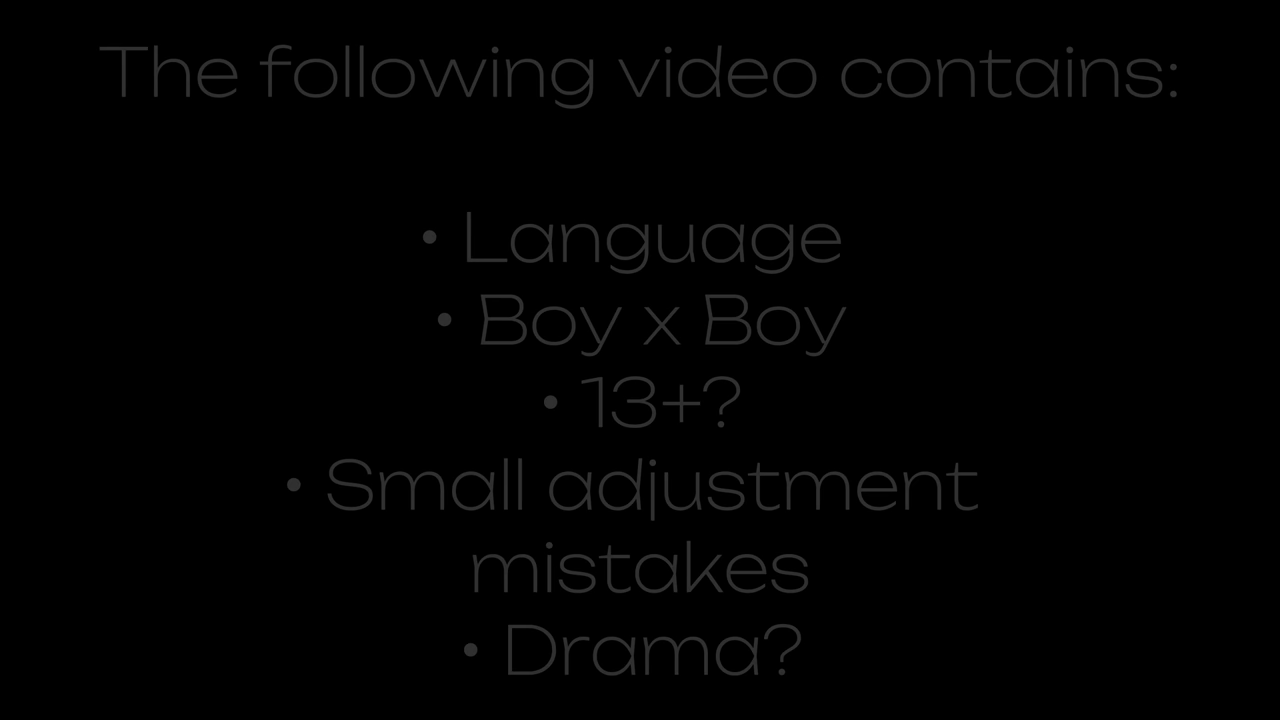 The following video contains:
• Language
• Boy x Boy
• 13+?
• Small adjustment
mistakes
• Drama?